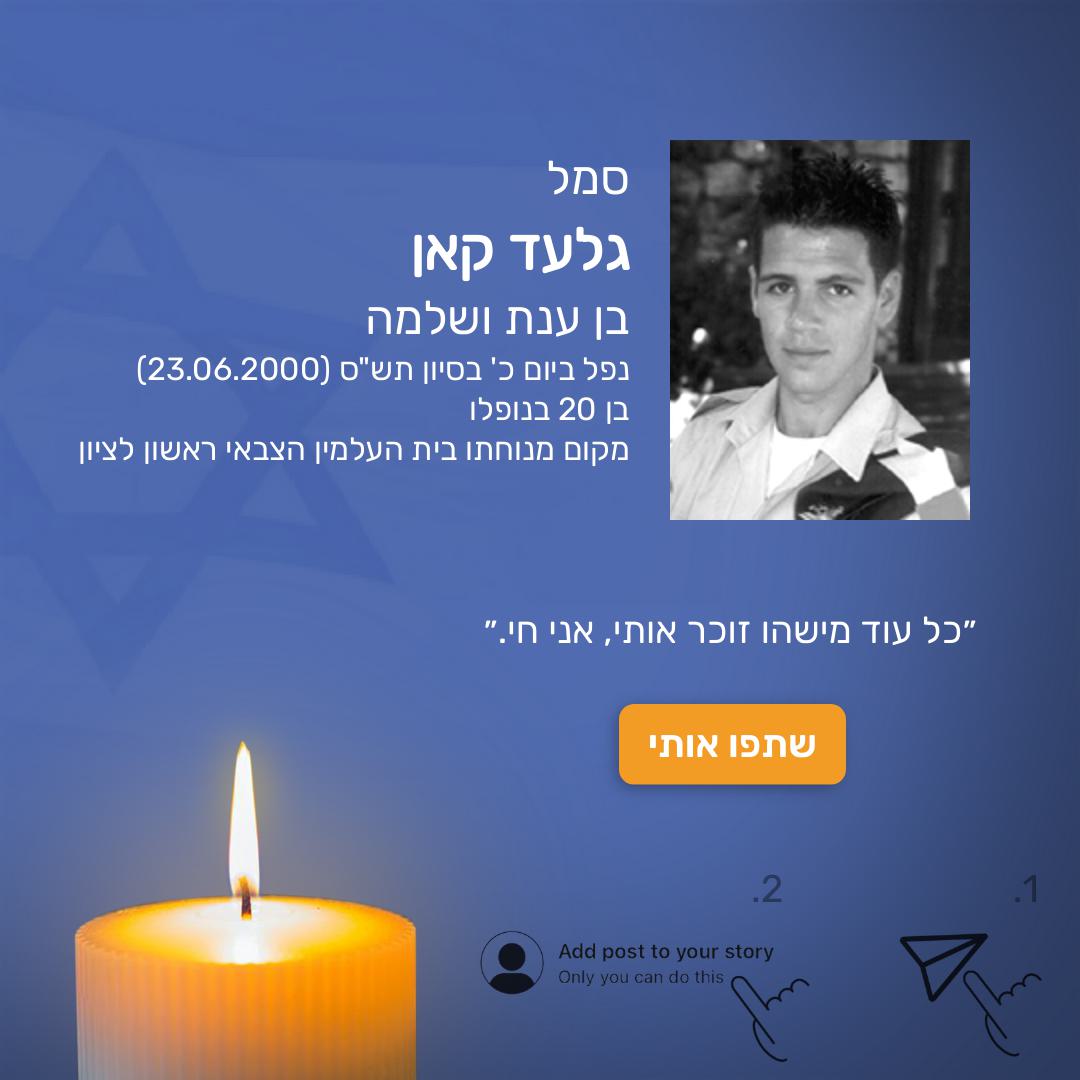 סמל
גלעד קאן
בן ענת ושלמה
נפל ביום כ' בסיון תש"ס (23.06.2000)
בן 20 בנופלו
מקום מנוחתו בית העלמין הצבאי ראשון לציון
״כל עוד מישהו זוכר אותי, אני חי.״
שתפו אותי
1.
2.
Add post to your story
Only you can do this